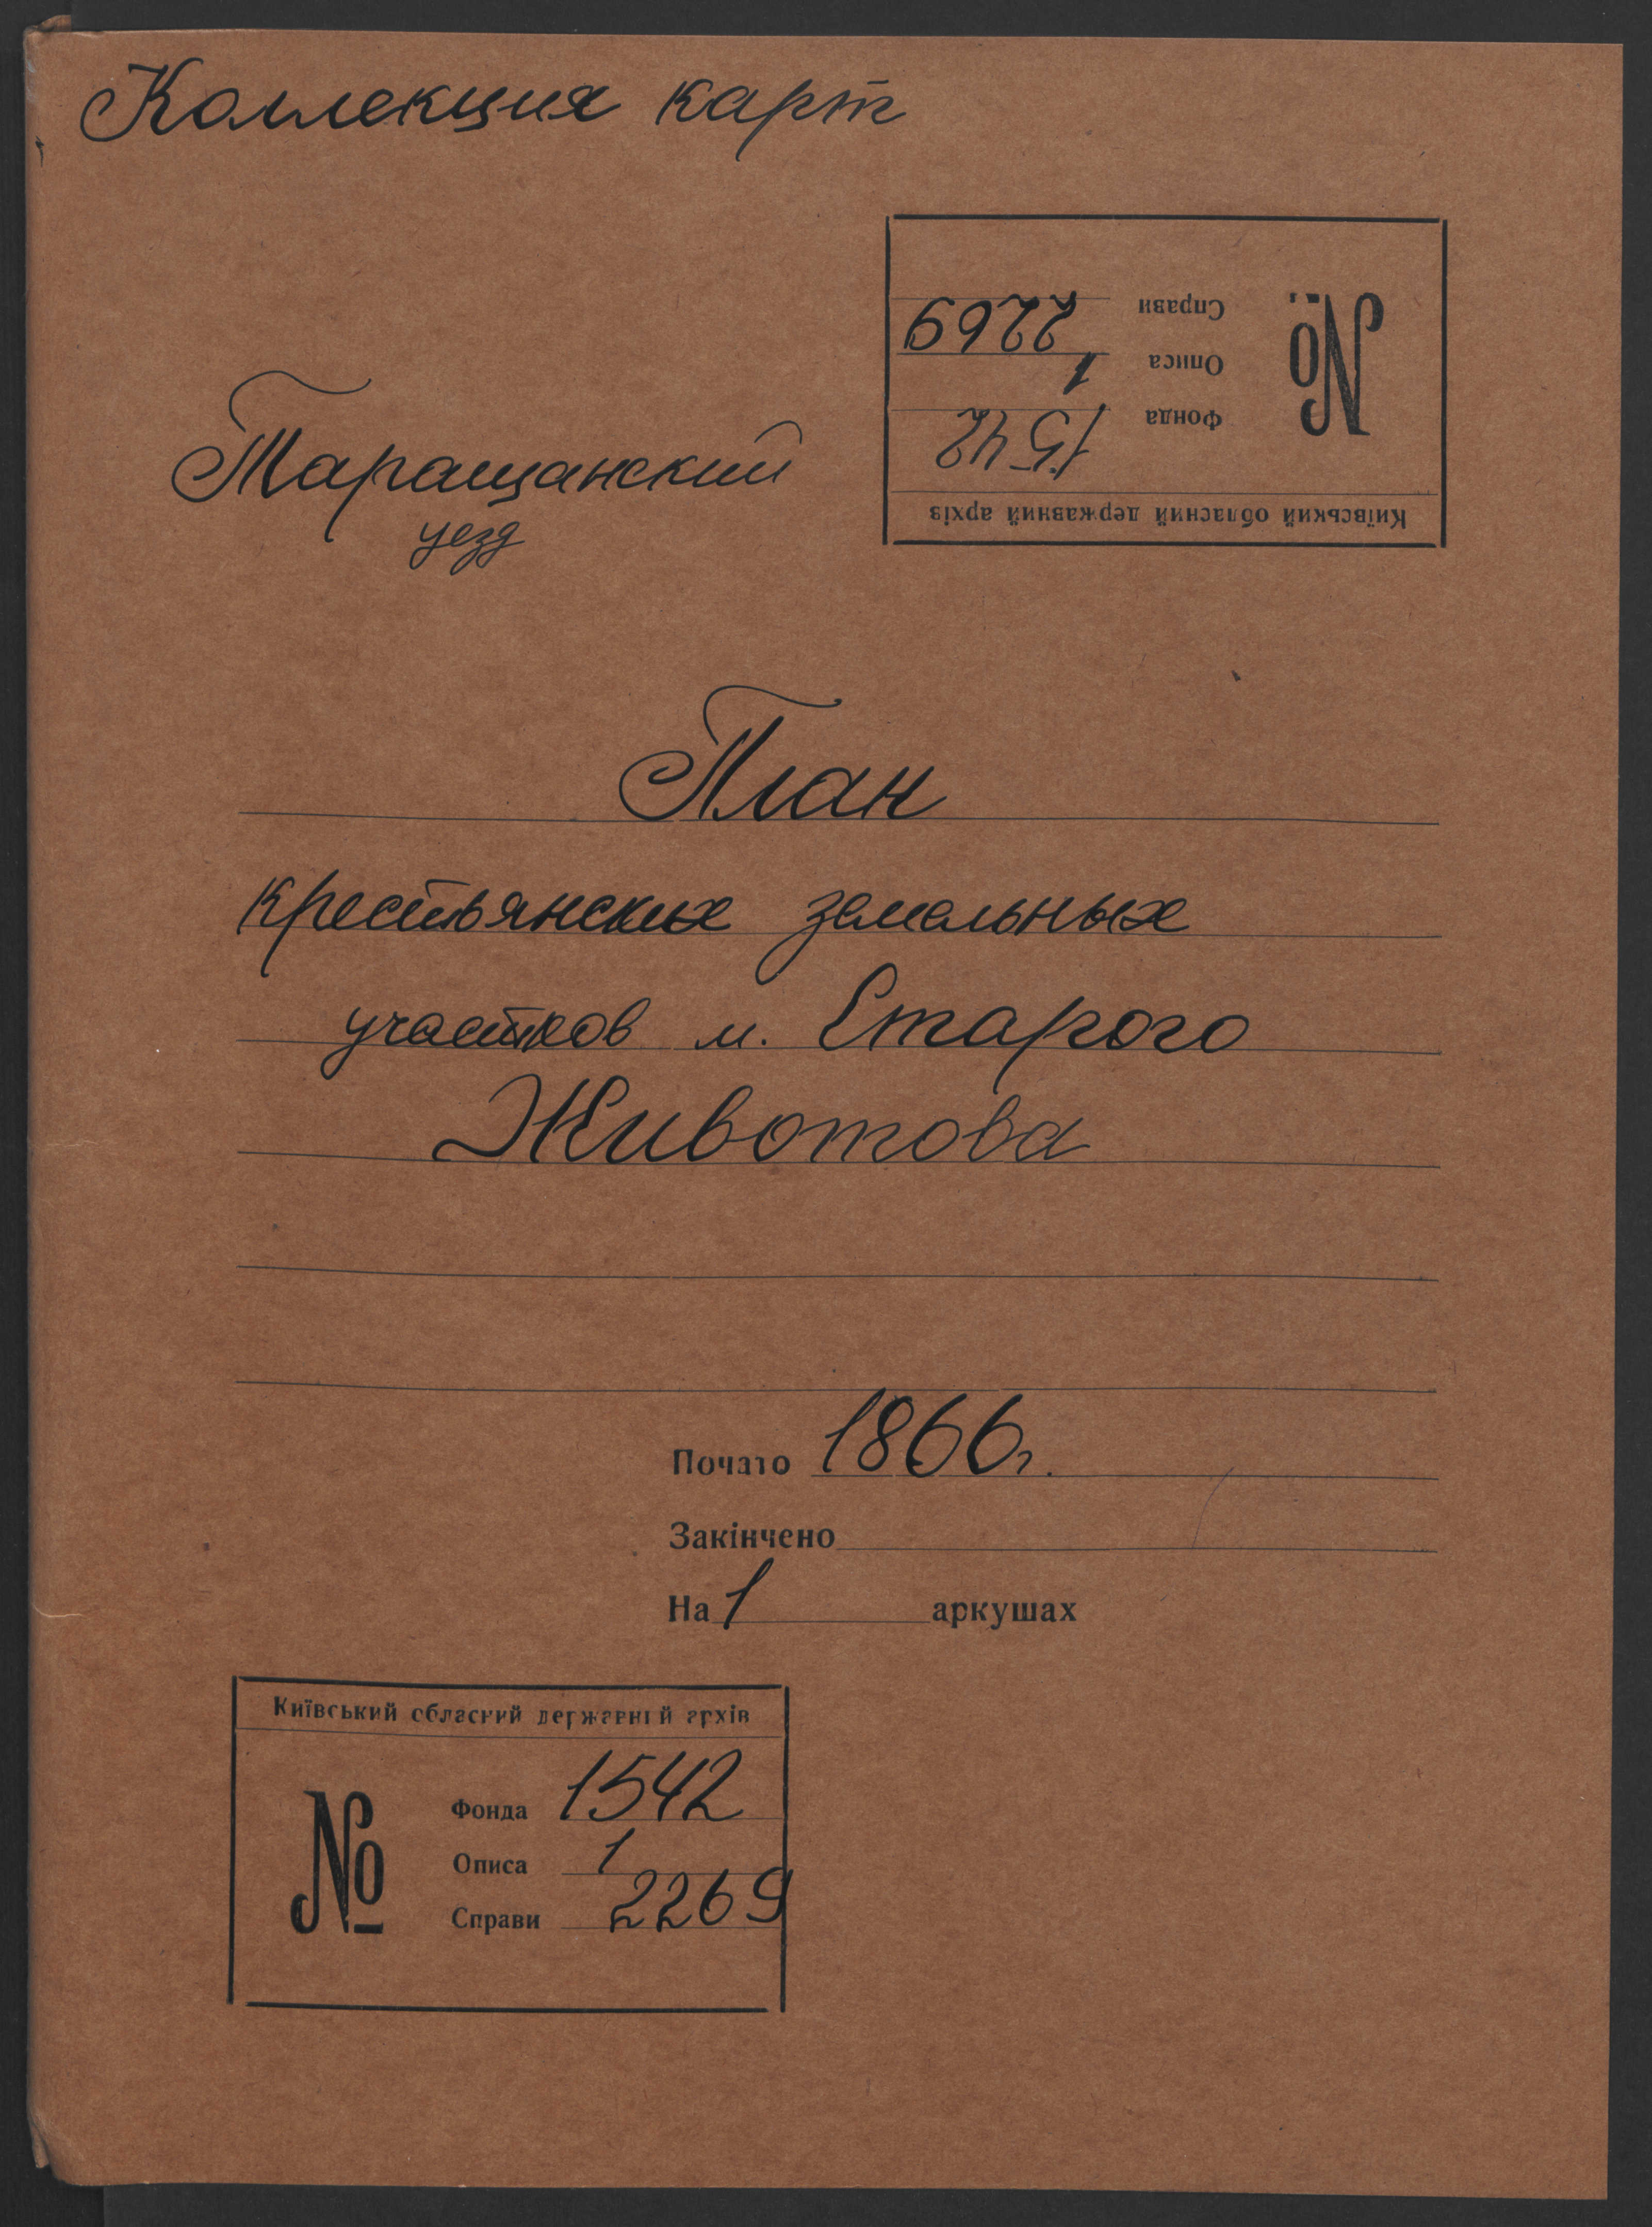 Коллекция карт
Київський обласний державний архів
№
Фонда 1542
Описа 1
Справи 2269
Таращанский
уезд
План
крестьянских земельных
участков м. Старого
Животова
Почато 1866 г.
Закінчено
На 1 аркушах
Київський обласний державний архів
№
Фонда 1542
Описа 1
Справи 2269